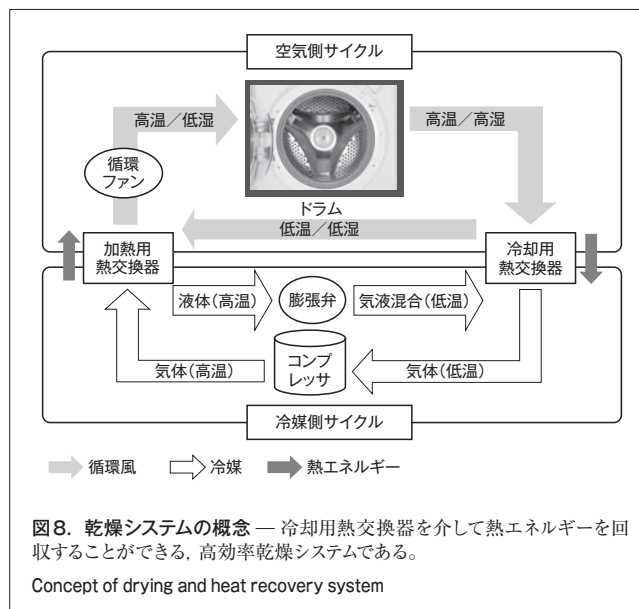 空気側サイクル
高温／低湿
高温／高湿
循環
ファン
ドラム
低温／低湿
加熱用
熱交換器
冷却用
熱交換器
液体(高温)
膨張弁
気液混合(低温)
コンプ
レッサ
気体(高温)
気体(低温)
冷媒側サイクル
循環風
冷媒
熱エネルギー
図8. 乾燥システムの概念 — 冷却用熱交換器を介して熱エネルギーを回
収することができる, 高効率乾燥システムである。
Concept of drying and heat recovery system